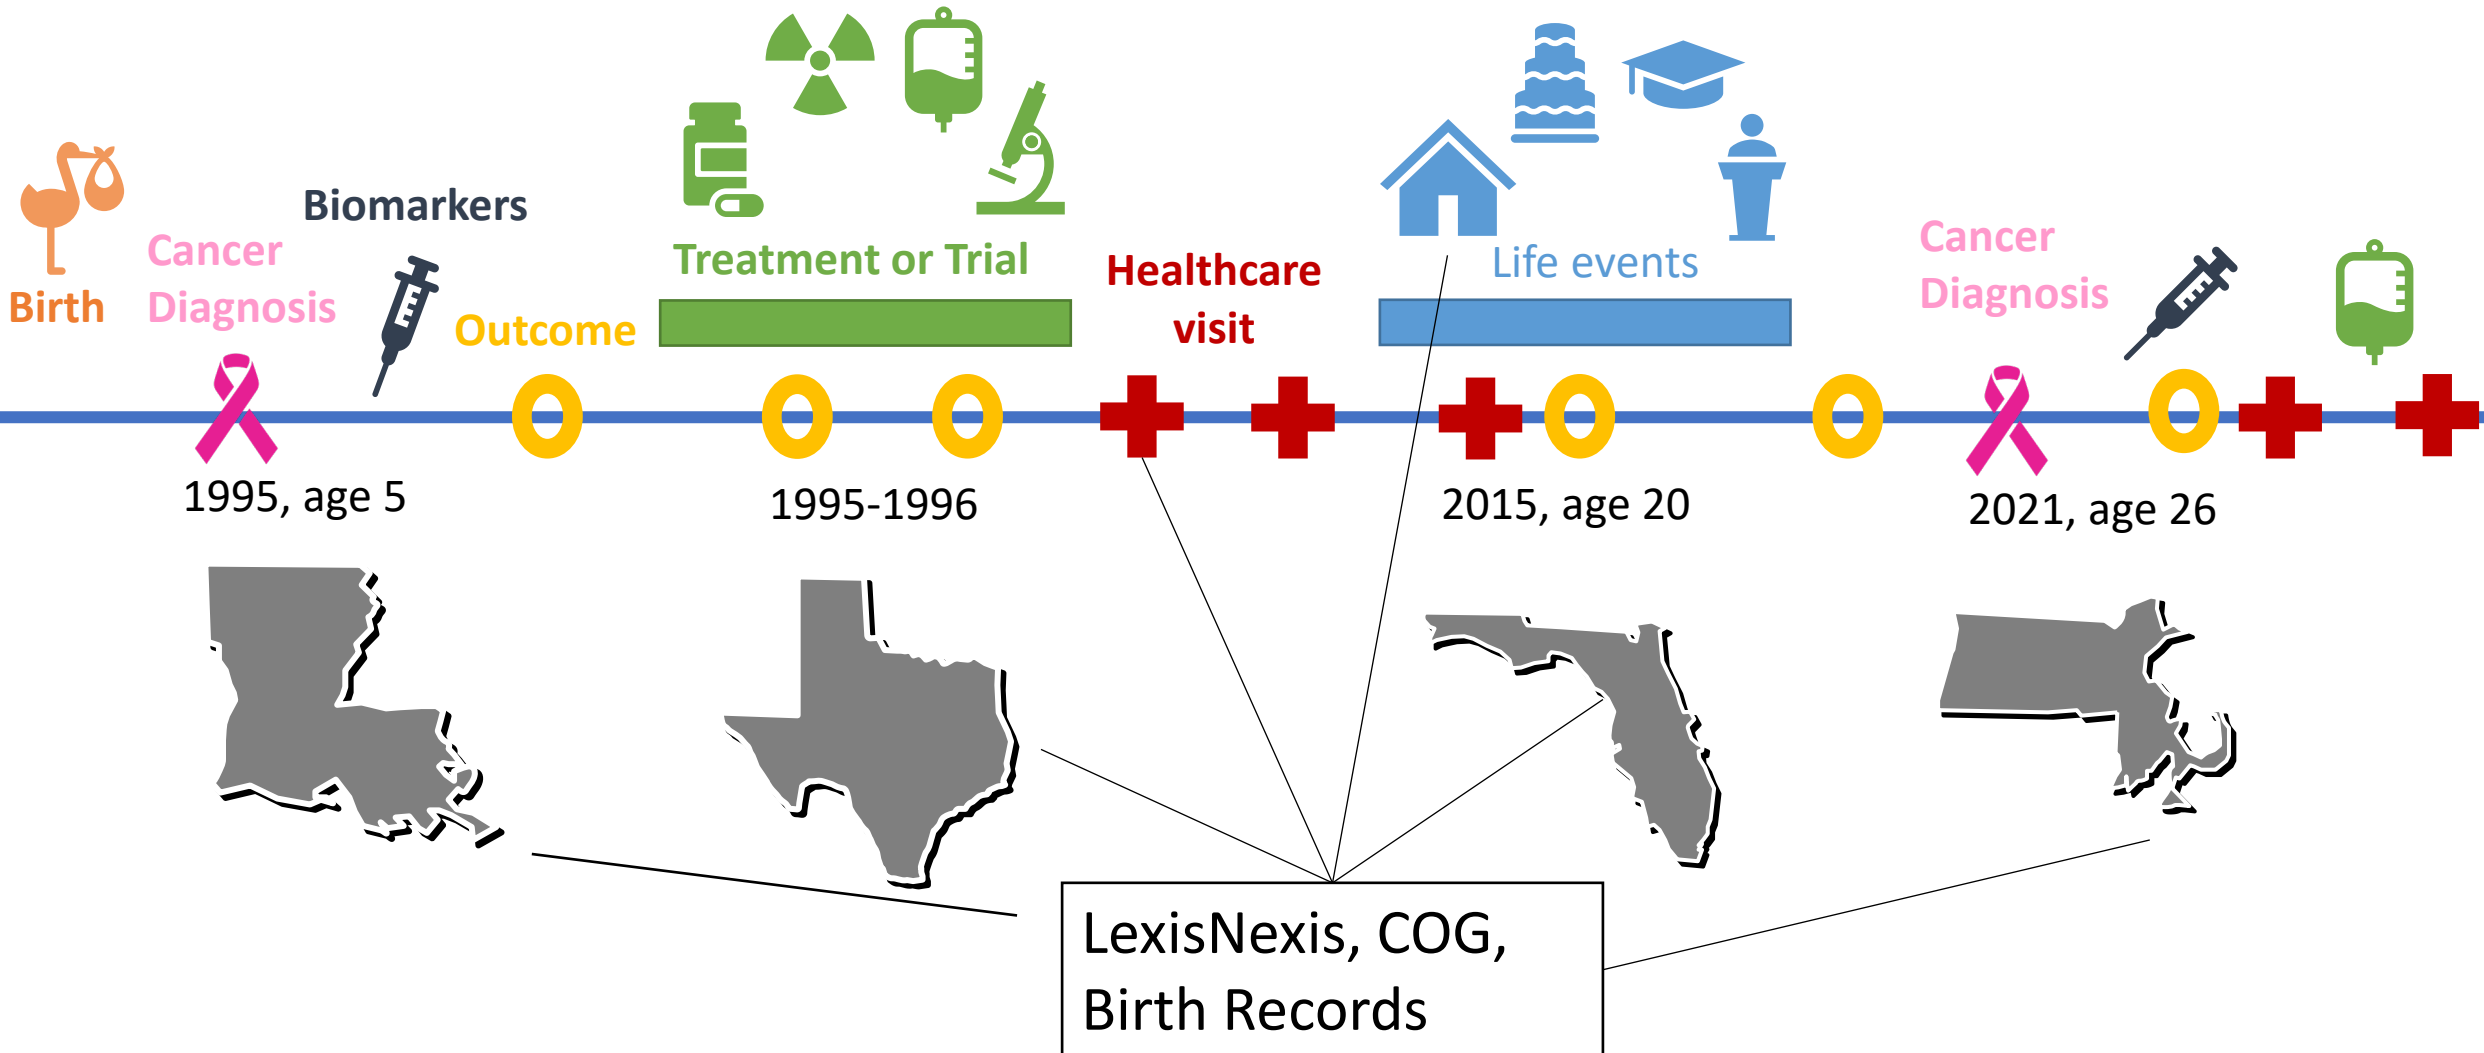 Birth
Cancer
Diagnosis
Biomarkers
Outcome
Treatment or Trial
Healthcare
visit
Life events
Cancer
Diagnosis
1995, age 5
1995-1996
2015, age 20
2021, age 26
LexisNexis, COG,
Birth Records